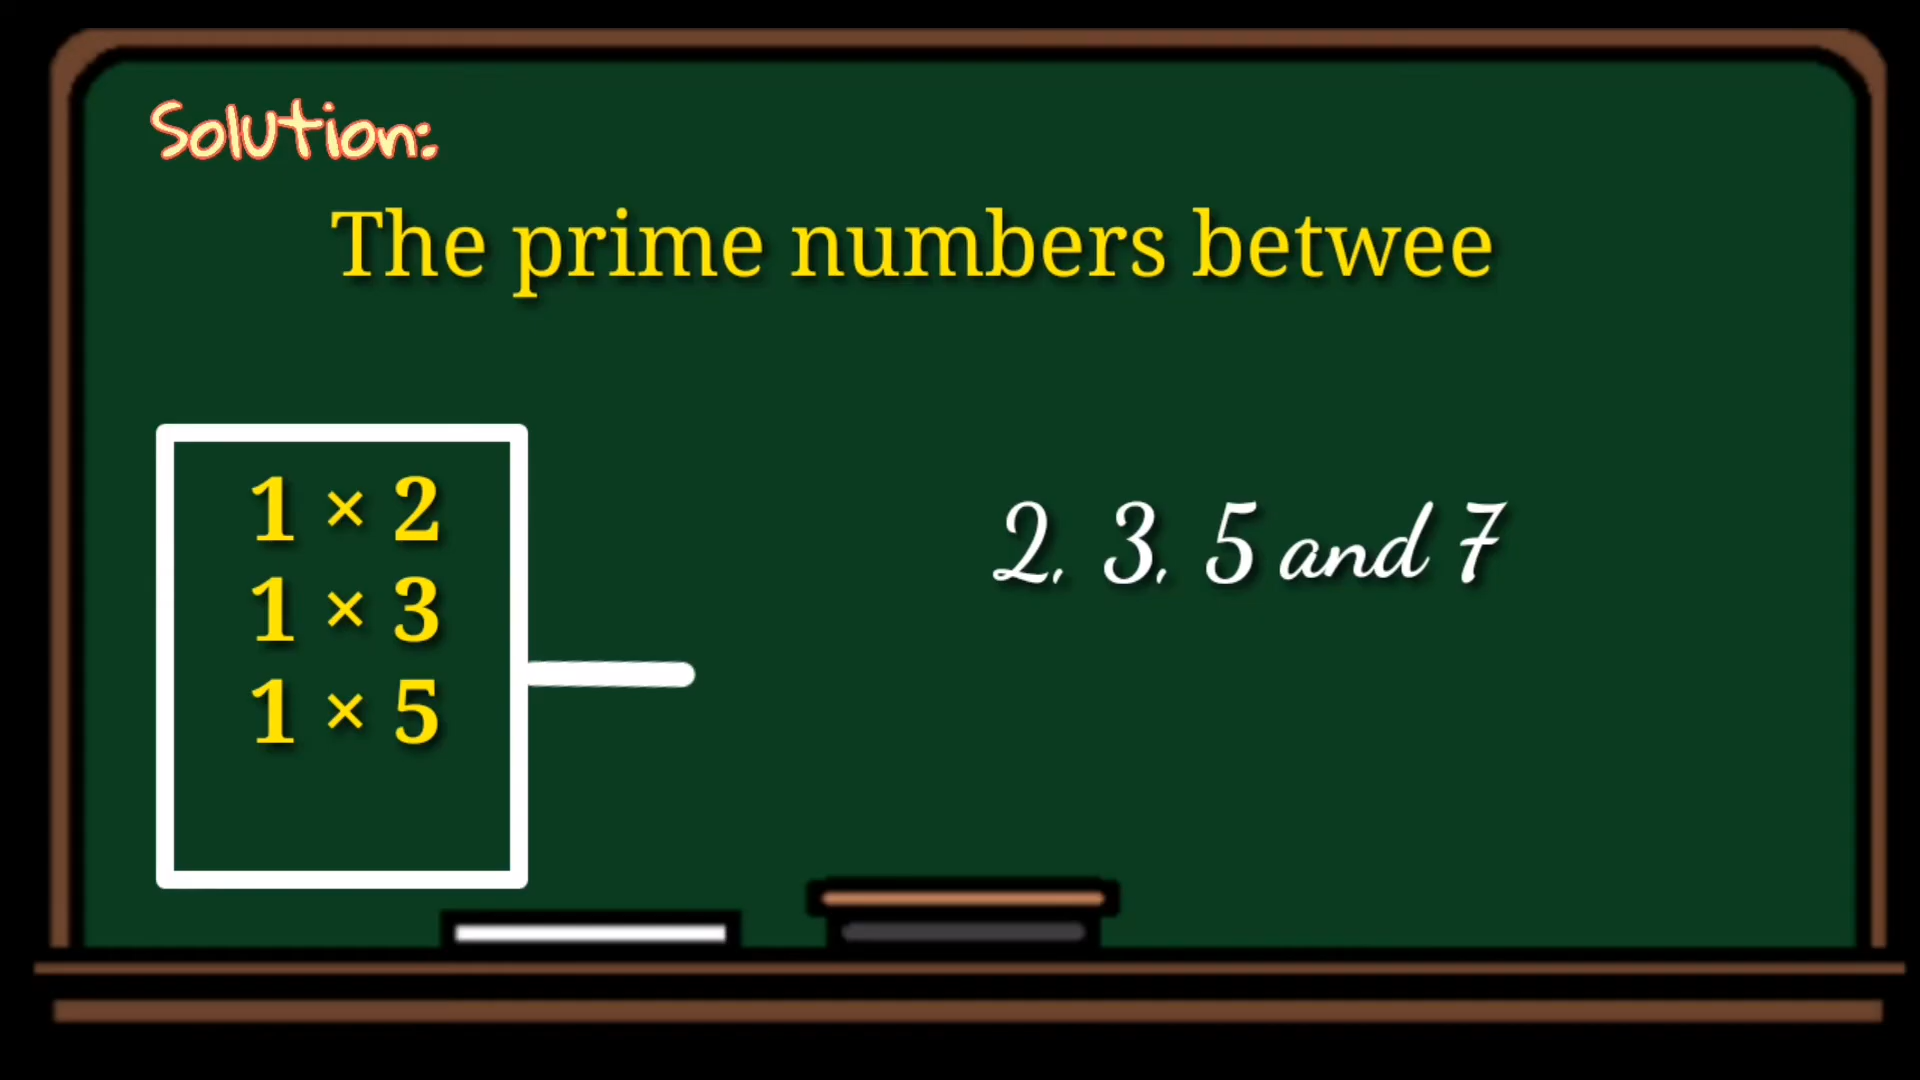 Solution:
The prime numbers betwee
1 × 2
1 × 3
1 × 5
2, 3, 5 and 7